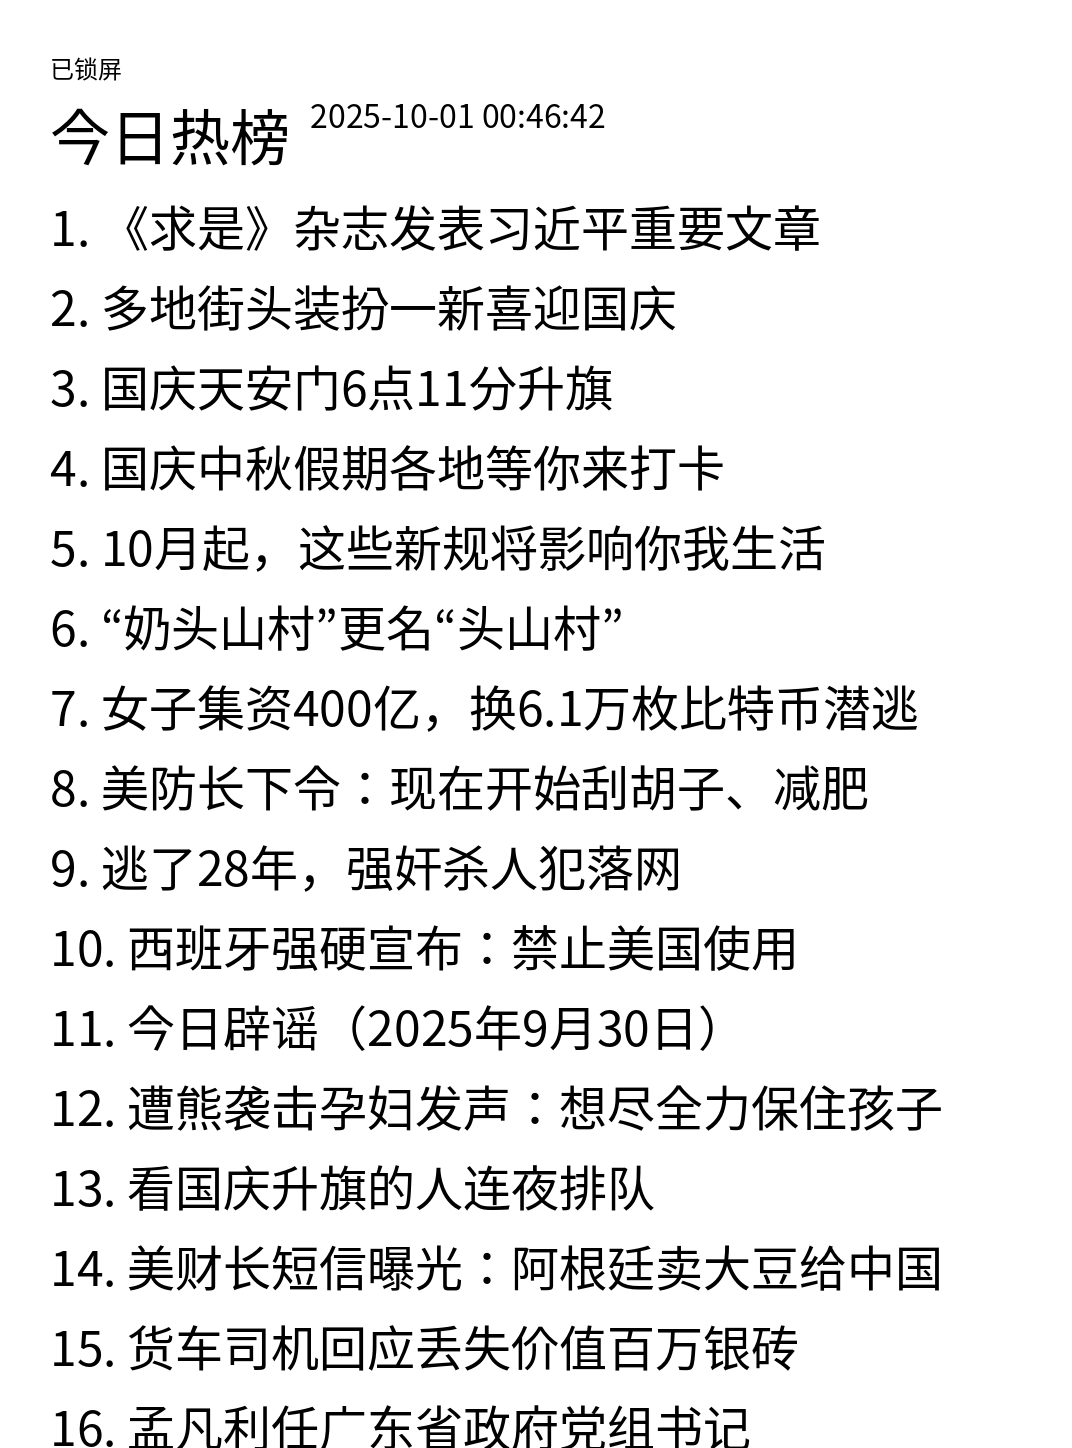 已锁屏
今日热榜 2025-10-01 00:46:42
1. 《求是》杂志发表习近平重要文章
2. 多地街头装扮一新喜迎国庆
3. 国庆天安门6点11分升旗
4. 国庆中秋假期各地等你来打卡
5. 10月起，这些新规将影响你我生活
6. “奶头山村”更名“头山村”
7. 女子集资400亿，换6.1万枚比特币潜逃
8. 美防长下令：现在开始刮胡子、减肥
9. 逃了28年，强奸杀人犯落网
10. 西班牙强硬宣布：禁止美国使用
11. 今日辟谣（2025年9月30日）
12. 遭熊袭击孕妇发声：想尽全力保住孩子
13. 看国庆升旗的人连夜排队
14. 美财长短信曝光：阿根廷卖大豆给中国
15. 货车司机回应丢失价值百万银砖
16. 孟凡利任广东省政府党组书记